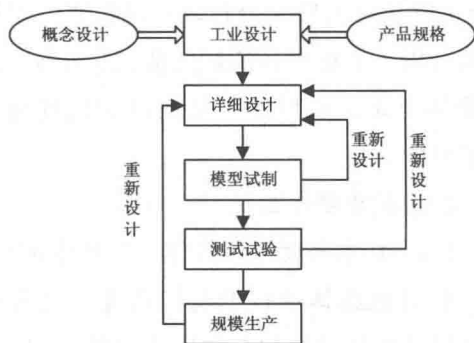 概念设计
工业设计
产品规格
详细设计
重新
设计
重新设计
重新设计
模型试制
测试试验
规模生产